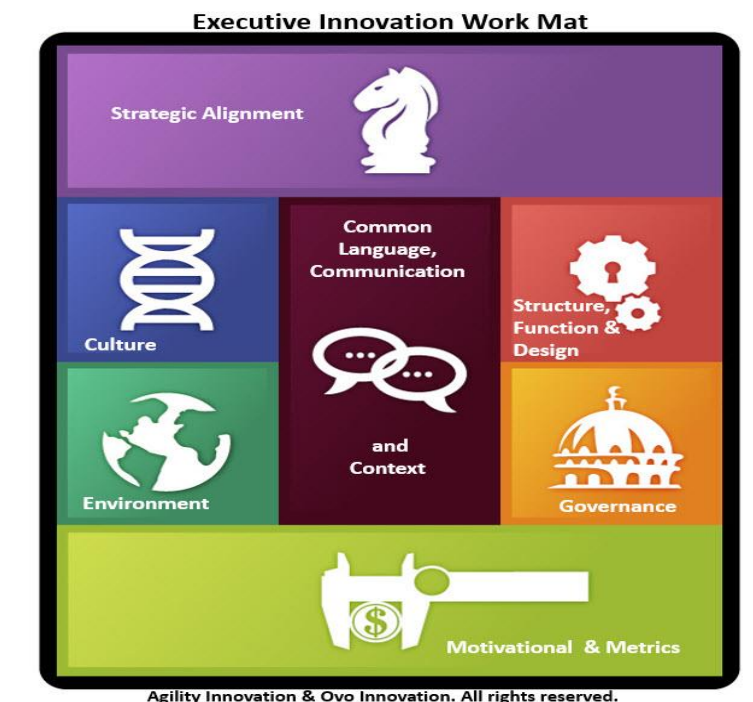 Executive Innovation Work Mat
Strategic Alignment
Culture
Common
Language,
Communication
and
Context
Structure,
Function &
Design
Environment
Governance
$
Motivational & Metrics
Agility Innovation & Ovo Innovation. All rights reserved.